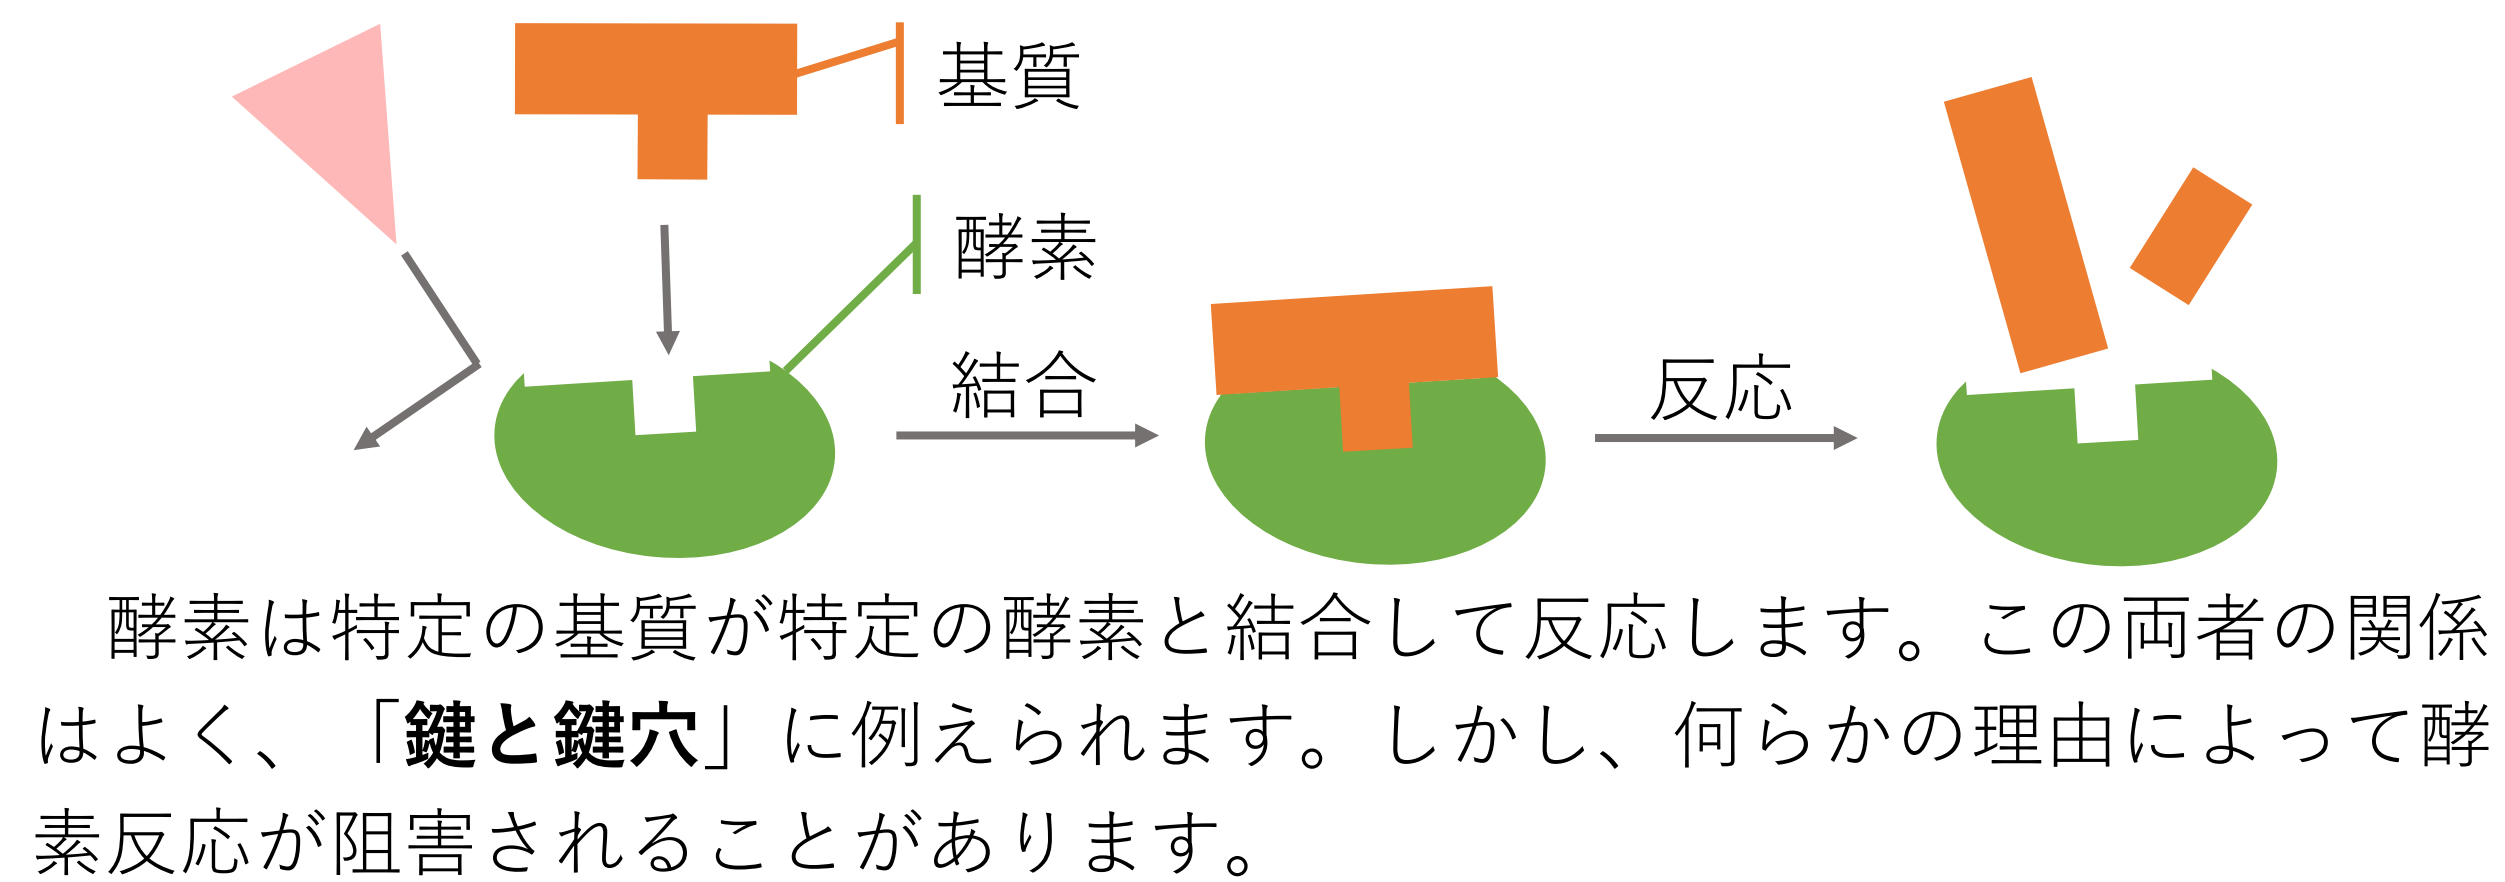 基質
酵素
結合
反応
酵素は特定の基質が特定の酵素と結合して反応します。この両者の関係
はよく、「鍵と鍵穴」に例えられます。しかし、何かの理由によって酵
素反応が阻害されることがあります。